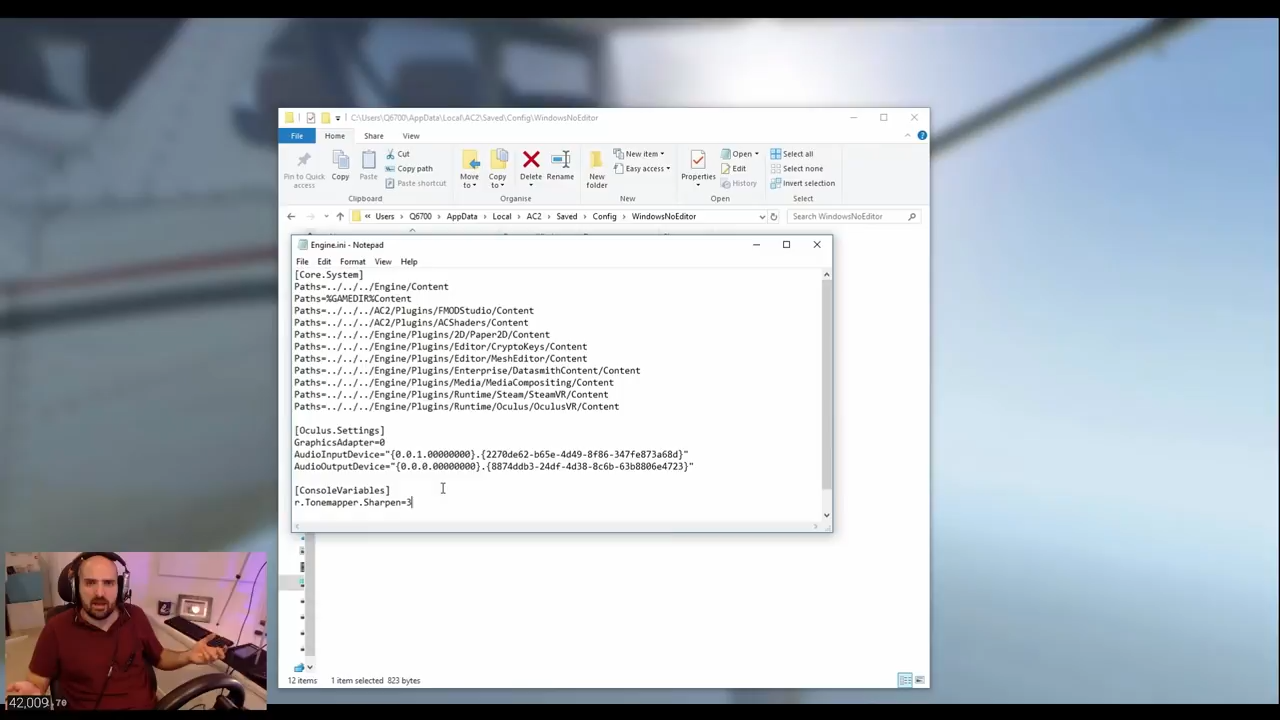 C:\Users\Q6700\AppData\Local\AC2\Saved\Config\WindowsNoEditor
File Home Share View
Pin to Quick access
Copy
Paste
Cut
Copy path
Paste shortcut
Clipboard
Move to
Copy to
Delete
Rename
Organise
New folder
New item
Easy access
New
Properties
Open
Edit
History
Open
Select all
Select none
Invert selection
Select
« Users > Q6700 > AppData > Local > AC2 > Saved > Config > WindowsNoEditor
Search WindowsNoEditor
Engine.ini - Notepad
File Edit Format View Help
[Core.System]
Paths=../../../Engine/Content
Paths=%GAMEDIR%Content
Paths=../../../AC2/Plugins/FMODStudio/Content
Paths=../../../AC2/Plugins/ACShaders/Content
Paths=../../../Engine/Plugins/2D/Paper2D/Content
Paths=../../../Engine/Plugins/Editor/CryptoKeys/Content
Paths=../../../Engine/Plugins/Editor/MeshEditor/Content
Paths=../../../Engine/Plugins/Enterprise/DatasmithContent/Content
Paths=../../../Engine/Plugins/Media/MediaCompositing/Content
Paths=../../../Engine/Plugins/Runtime/Steam/SteamVR/Content
Paths=../../../Engine/Plugins/Runtime/Oculus/OculusVR/Content
[Oculus.Settings]
GraphicsAdapter=0
AudioInputDevice="{0.0.1.00000000}.{2270de62-b65e-4d49-8f86-347fe873a68d}"
AudioOutputDevice="{0.0.0.00000000}.{8874ddb3-24df-4d38-8c6b-63b8806e4723}"
[ConsoleVariables]
r.Tonemapper.Sharpen=3
12 items 1 item selected 823 bytes